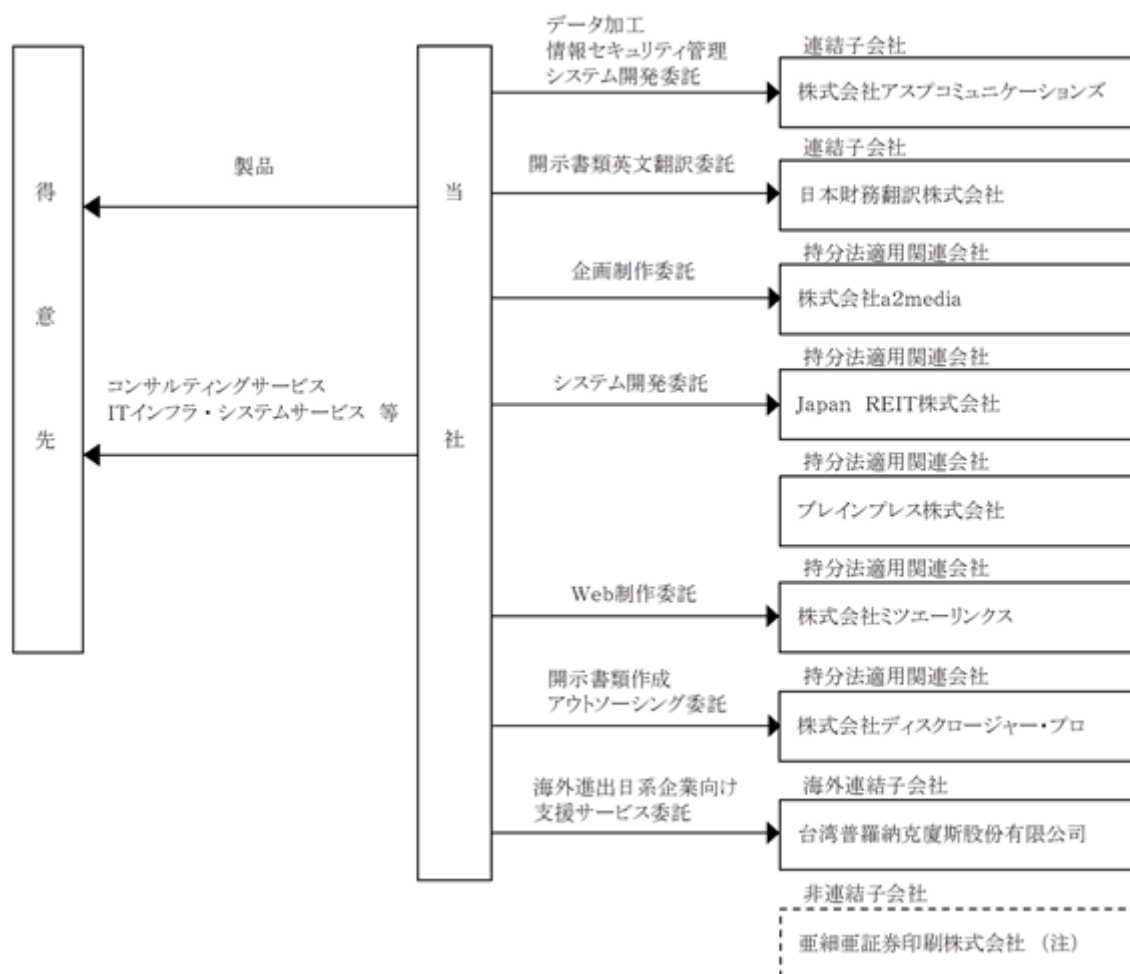 得意先
製品
コンサルティングサービス
ITインフラ・システムサービス 等
当社
データ加工
情報セキュリティ管理
システム開発委託
連結子会社
株式会社アスプコミュニケーションズ
開示書類英文翻訳委託
連結子会社
日本財務翻訳株式会社
企画制作委託
持分法適用関連会社
株式会社a2media
システム開発委託
持分法適用関連会社
Japan REIT株式会社
持分法適用関連会社
ブレインプレス株式会社
Web制作委託
持分法適用関連会社
株式会社ミツエーリンクス
開示書類作成
アウトソーシング委託
持分法適用関連会社
株式会社ディスクロージャー・プロ
海外進出日系企業向け
支援サービス委託
海外連結子会社
台湾普羅納克廈斯股份有限公司
非連結子会社
亜細亜証券印刷株式会社 (注)